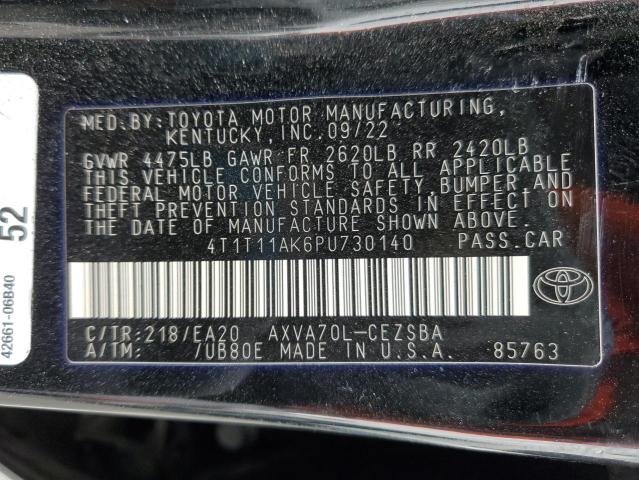 MED.BY:TOYOTA MOTOR MANUFACTURING,
KENTUCKY,INC.09/22
GVWR 4475LB GAWR FR 2620LB RR 2420LB
THIS VEHICLE CONFORMS TO ALL APPLICABLE
FEDERAL MOTOR VEHICLE SAFETY,BUMPER,AND
THEFT PREVENTION STANDARDS IN EFFECT ON
THE DATE OF MANUFACTURE SHOWN ABOVE.
4T1T11AK6PU730140 PASS.CAR
C/TR:218/EA20 AXVA70L-CEZSBA
A/TM: /UB80E MADE IN U.S.A. 85763
52
42661-06B40